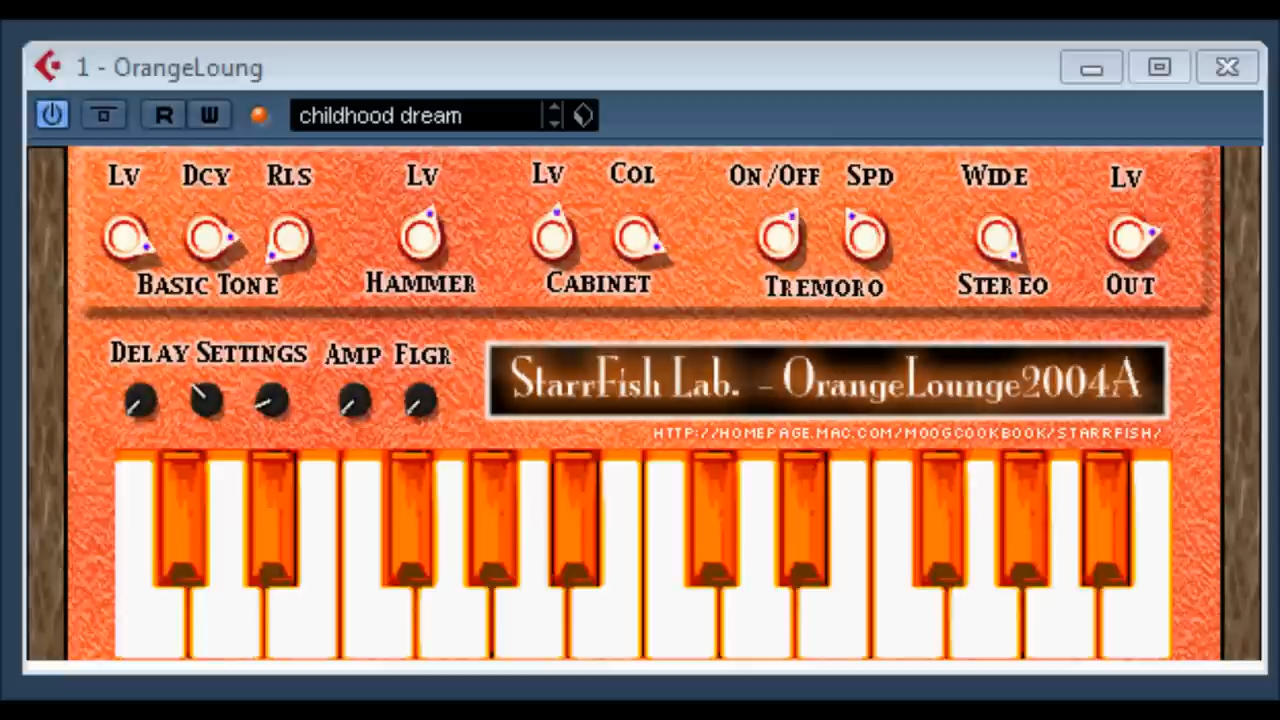 1 - OrangeLoung
R W childhood dream
Lv Dcy Rls Lv Lv Col On/Off Spd Wide Lv
Basic Tone Hammer Cabinet Tremoro Stereo Out
Delay Settings Amp Flgr
StarrFish Lab. - OrangeLounge2004A
HTTP://HOMEPAGE.MAC.COM/MOOGCOOKBOOK/STARRFISH/